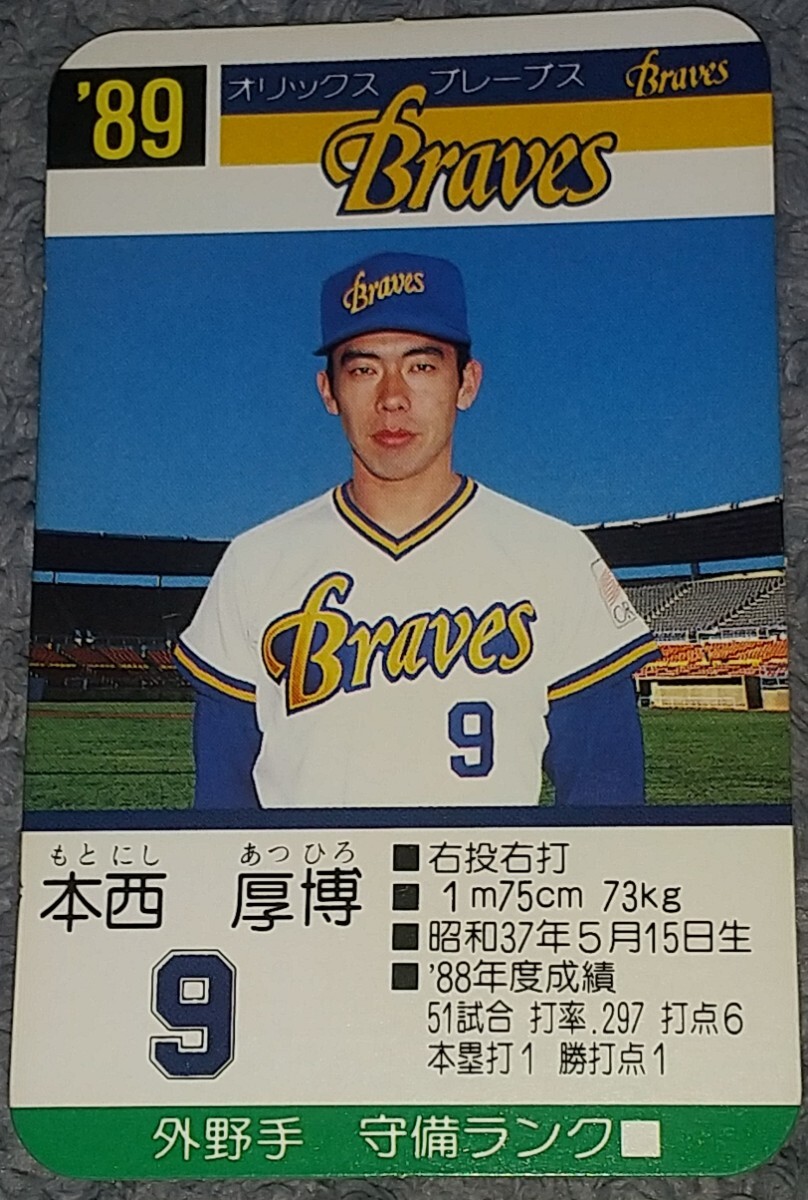 '89
オリックス ブレーブス Braves
Braves
Braves
Braves
9
もと にし あつ ひろ
本西 厚博
9
■右投右打
■1m75cm 73kg
■昭和37年5月15日生
■'88年度成績
51試合 打率.297 打点6
本塁打1 勝打点1
外野手 守備ランク■